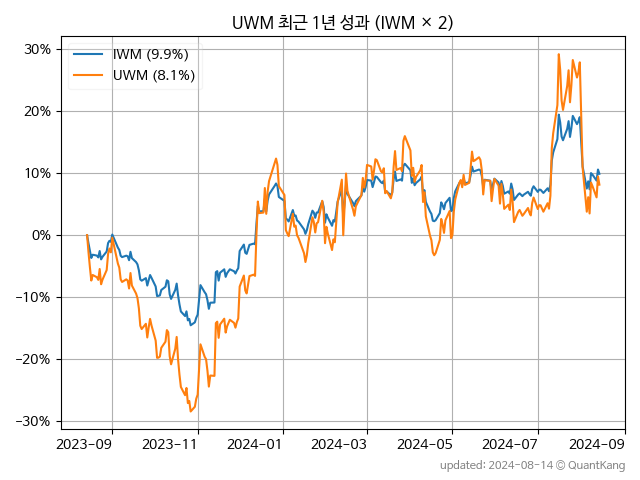 UWM 최근 1년 성과 (IWM × 2)
IWM (9.9%)
UWM (8.1%)
30%
20%
10%
0%
−10%
−20%
−30%
2023-09 2023-11 2024-01 2024-03 2024-05 2024-07 2024-09
updated: 2024-08-14 © QuantKang